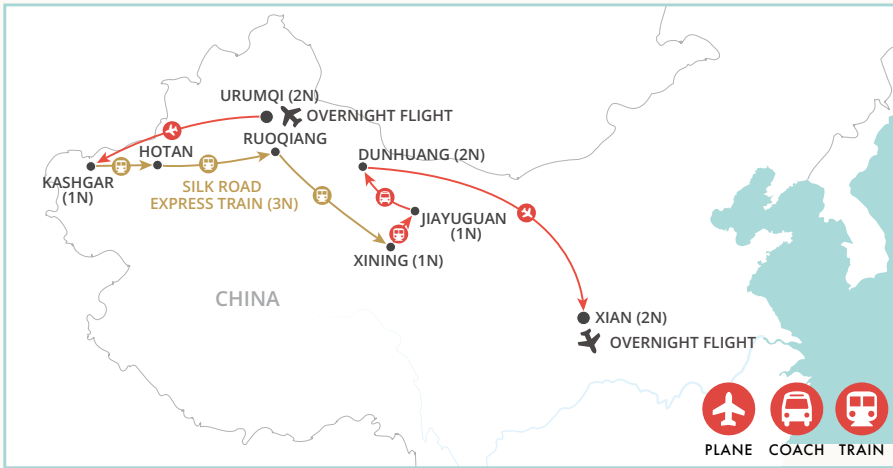 URUMQI (2N)
OVERNIGHT FLIGHT
RUOQIANG
HOTAN
DUNHUANG (2N)
KASHGAR
(1N)
SILK ROAD
EXPRESS TRAIN (3N)
JIAYUGUAN
(1N)
XINING (1N)
CHINA
XIAN (2N)
OVERNIGHT FLIGHT
PLANE COACH TRAIN